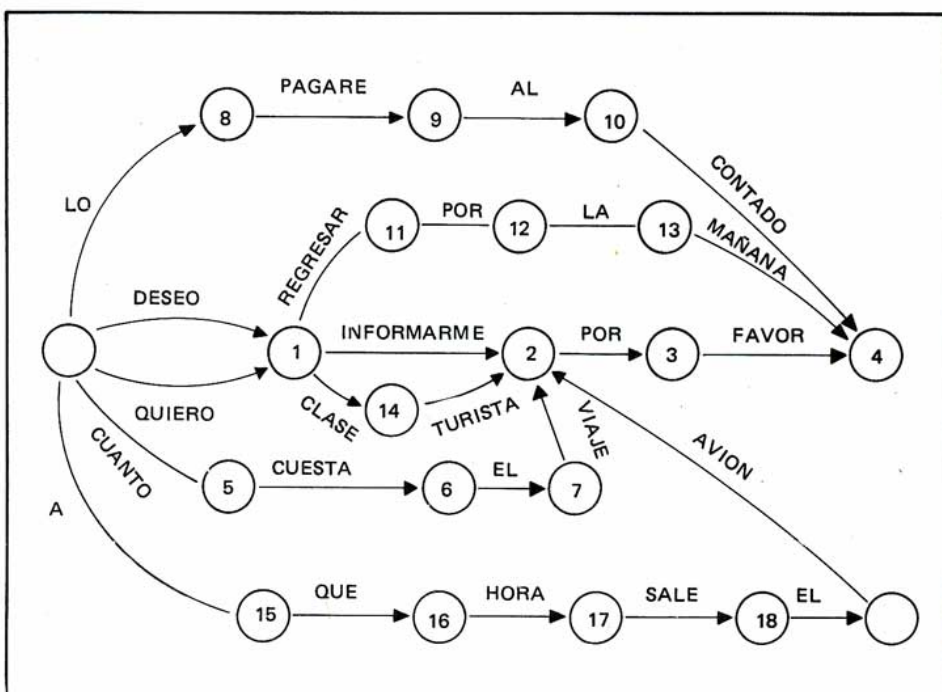 PAGARE
AL
8
9
10
CONTADO
LO
REGRESAR
POR
LA
MAÑANA
11
12
13
DESEO
INFORMARME
POR
FAVOR
1
2
3
4
QUIERO
CLASE
14
TURISTA
VIAJE
AVION
CUANTO
CUESTA
EL
5
6
7
A
QUE
HORA
SALE
EL
15
16
17
18